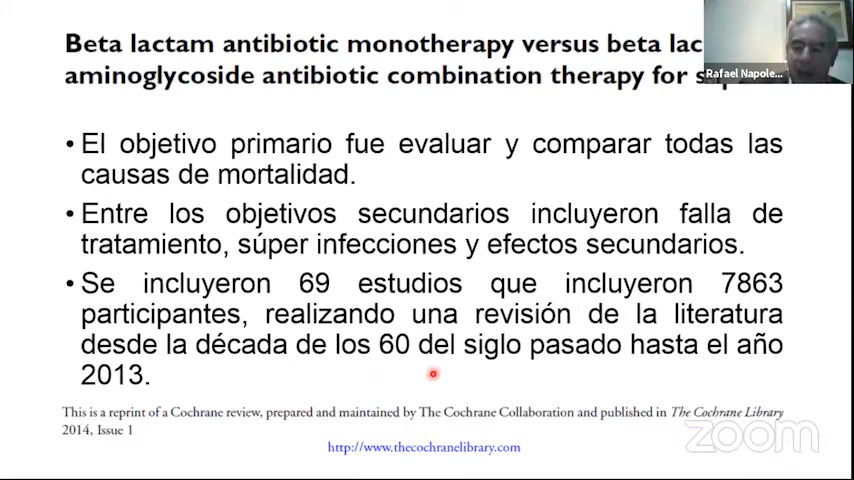 Beta lactam antibiotic monotherapy versus beta
aminoglycoside antibiotic combination therapy for
Rafael Napole...
• El objetivo primario fue evaluar y comparar todas las
causas de mortalidad.
• Entre los objetivos secundarios incluyeron falla de
tratamiento, súper infecciones y efectos secundarios.
• Se incluyeron 69 estudios que incluyeron 7863
participantes, realizando una revisión de la literatura
desde la década de los 60 del siglo pasado hasta el año
2013.
This is a reprint of a Cochrane review, prepared and maintained by The Cochrane Collaboration and published in The Cochrane Library
2014, Issue 1
http://www.thecochranelibrary.com
zoom